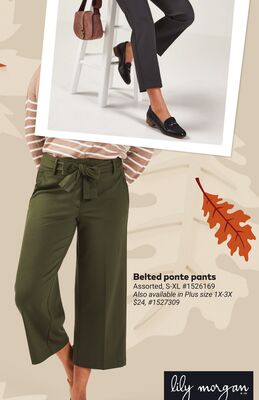 Belted ponte pants
Assorted, S-XL #1526169
Also available in Plus size 1X-3X
$24, #1527309
lily morgan